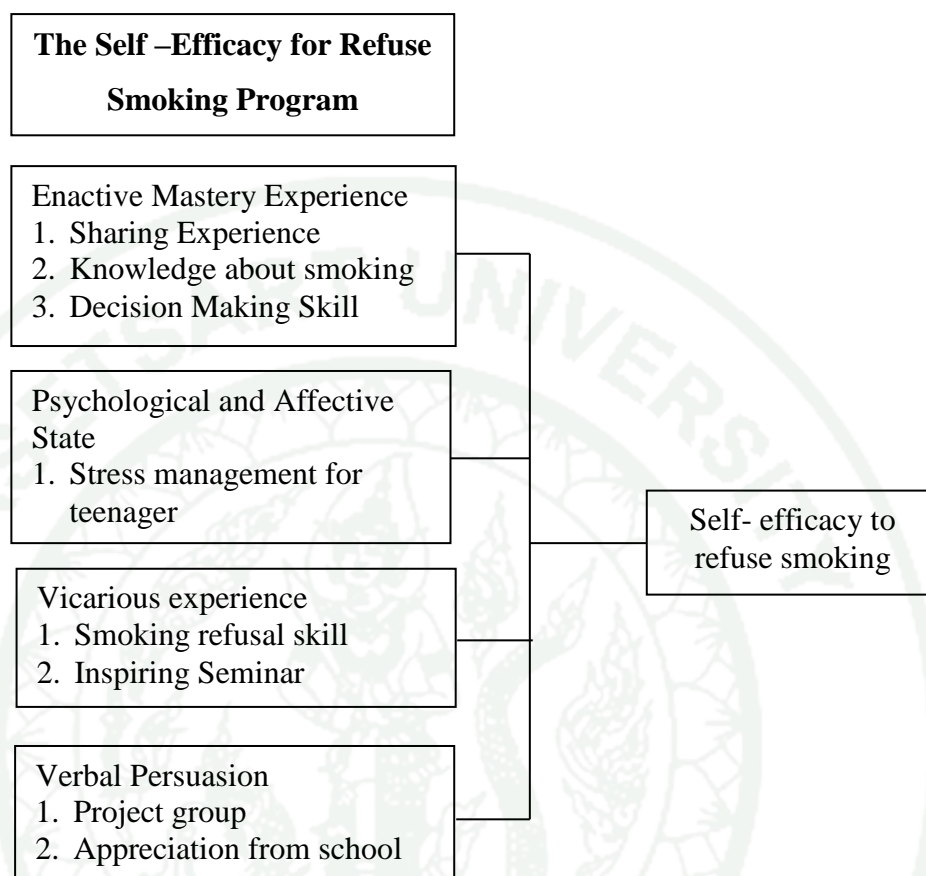 The Self –Efficacy for Refuse
Smoking Program
Enactive Mastery Experience
1. Sharing Experience
2. Knowledge about smoking
3. Decision Making Skill
Psychological and Affective
State
1. Stress management for
teenager
Vicarious experience
1. Smoking refusal skill
2. Inspiring Seminar
Verbal Persuasion
1. Project group
2. Appreciation from school
Self- efficacy to
refuse smoking
ETSART UNIVERSITY